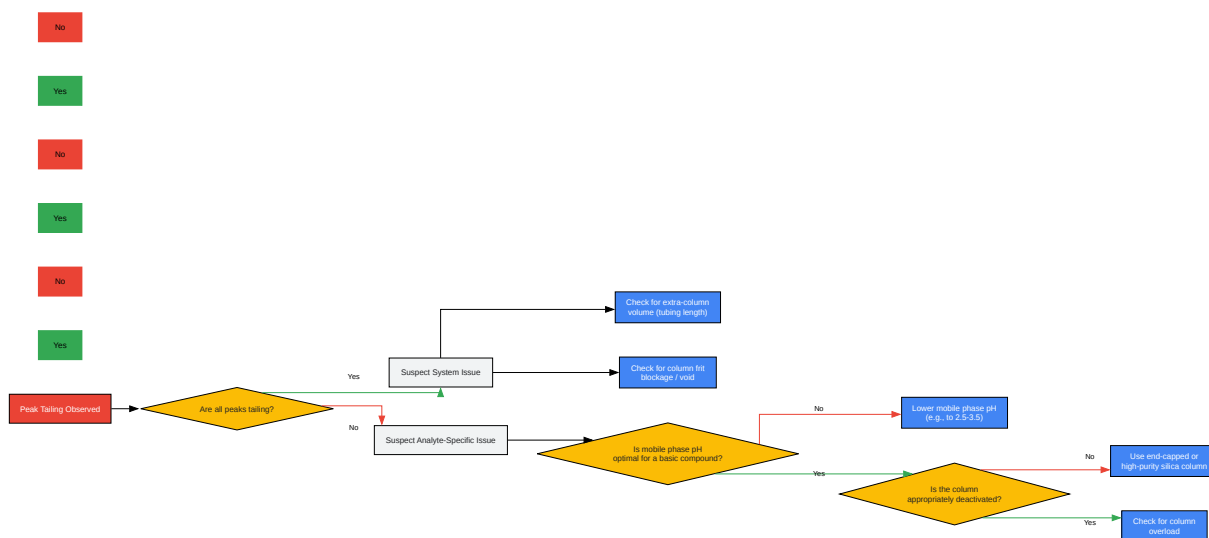 No
Yes
No
Yes
No
Yes
Peak Tailing Observed
Are all peaks tailing?
Yes
No
Suspect System Issue
Suspect Analyte-Specific Issue
Check for extra-column
volume (tubing length)
Check for column frit
blockage / void
Is mobile phase pH
optimal for a basic compound?
No
Yes
Lower mobile phase pH
(e.g., to 2.5-3.5)
Is the column
appropriately deactivated?
No
Yes
Use end-capped or
high-purity silica column
Check for column
overload